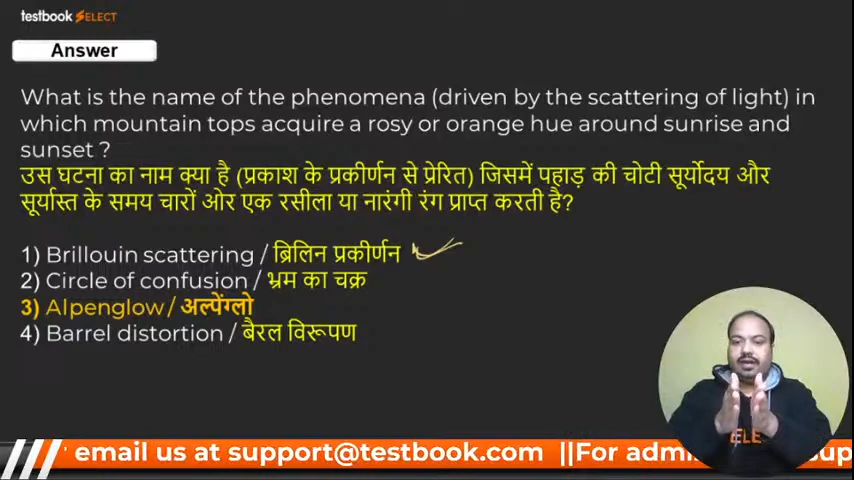 testbook SELECT
Answer
What is the name of the phenomena (driven by the scattering of light) in
which mountain tops acquire a rosy or orange hue around sunrise and
sunset ?
उस घटना का नाम क्या है (प्रकाश के प्रकीर्णन से प्रेरित) जिसमें पहाड़ की चोटी सूर्योदय और
सूर्यास्त के समय चारों ओर एक रसीला या नारंगी रंग प्राप्त करती है?
1) Brillouin scattering / ब्रिलिन प्रकीर्णन
2) Circle of confusion / भ्रम का चक्र
3) Alpenglow / अल्पेंग्लो
4) Barrel distortion / बैरल विरूपण
ELE
email us at support@testbook.com ||For adm